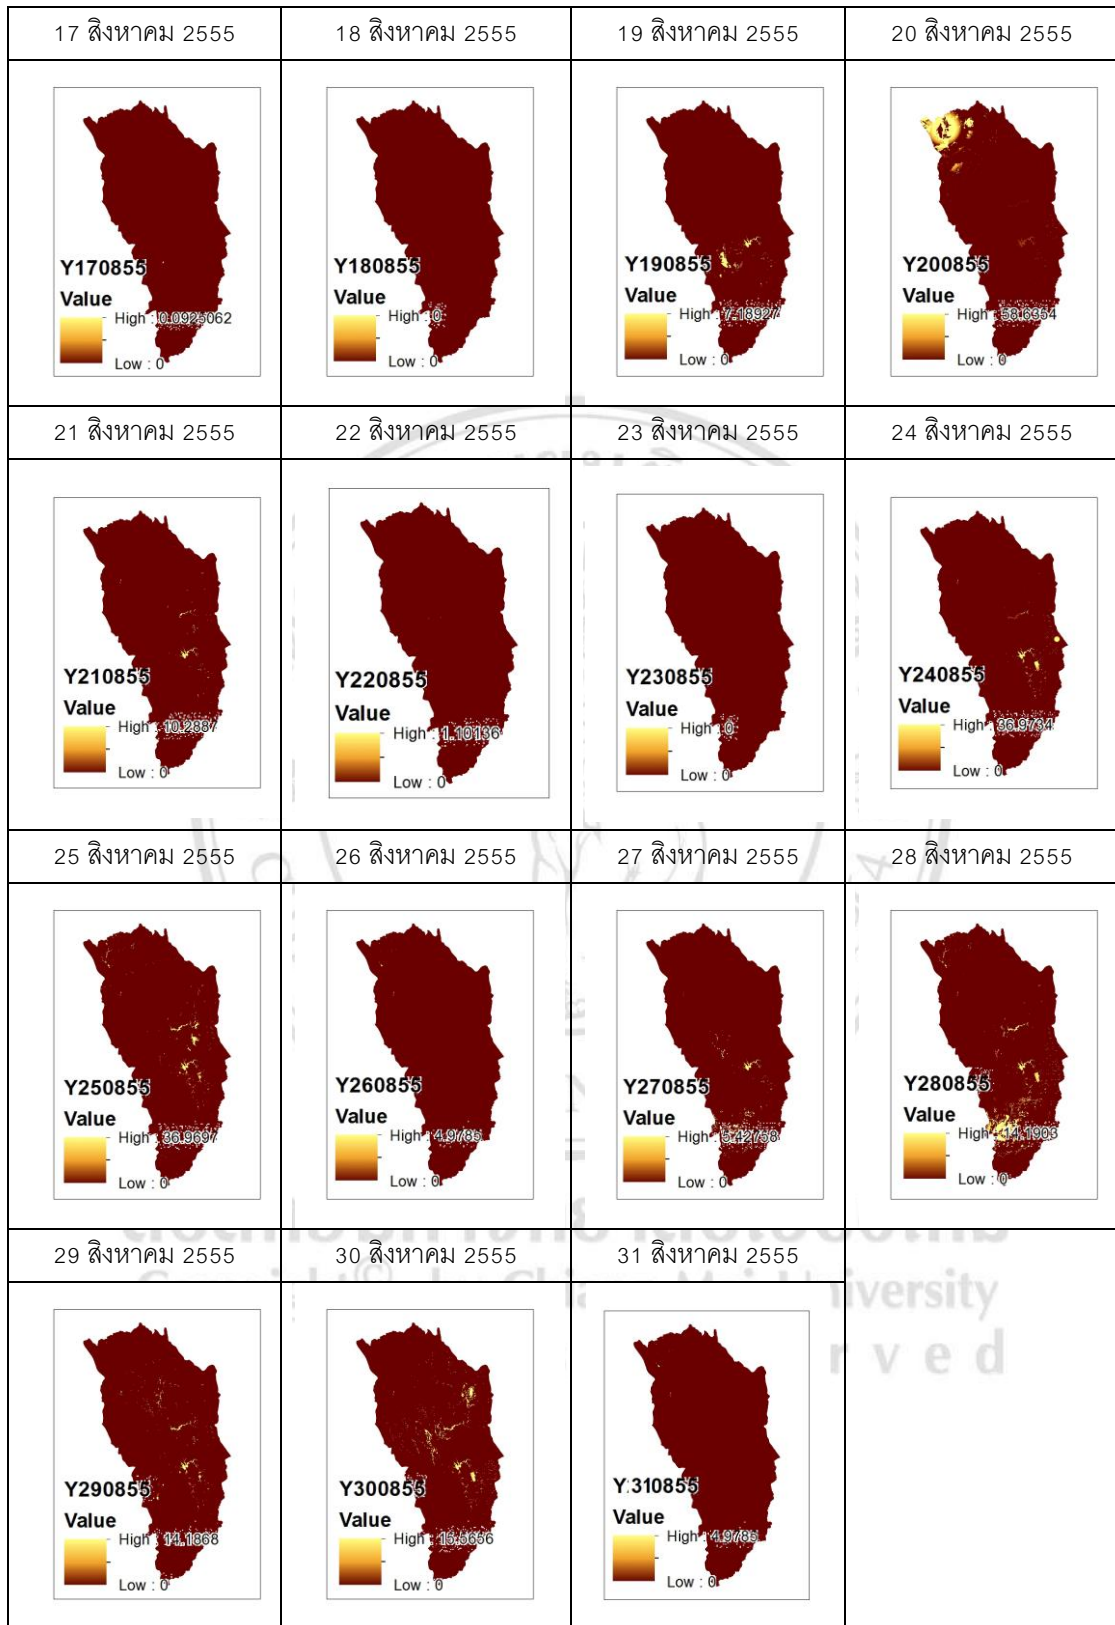 17 สิงหาคม 2555
18 สิงหาคม 2555
19 สิงหาคม 2555
20 สิงหาคม 2555
Y170855
Value
High : 0.0925062
Low : 0
Y180855
Value
High : 0
Low : 0
Y190855
Value
High : 7.18927
Low : 0
Y200855
Value
High : 58.6354
Low : 0
21 สิงหาคม 2555
22 สิงหาคม 2555
23 สิงหาคม 2555
24 สิงหาคม 2555
Y210855
Value
High : 10.2887
Low : 0
Y220855
Value
High : 1.10136
Low : 0
Y230855
Value
High : 0
Low : 0
Y240855
Value
High : 36.9734
Low : 0
25 สิงหาคม 2555
26 สิงหาคม 2555
27 สิงหาคม 2555
28 สิงหาคม 2555
Y250855
Value
High : 36.9697
Low : 0
Y260855
Value
High : 4.9785
Low : 0
Y270855
Value
High : 5.42758
Low : 0
Y280855
Value
High : 14.1903
Low : 0
29 สิงหาคม 2555
30 สิงหาคม 2555
31 สิงหาคม 2555
iversity
r v e d
Y290855
Value
High : 14.1868
Low : 0
Y300855
Value
High : 15.5656
Low : 0
Y310855
Value
High : 4.9785
Low : 0